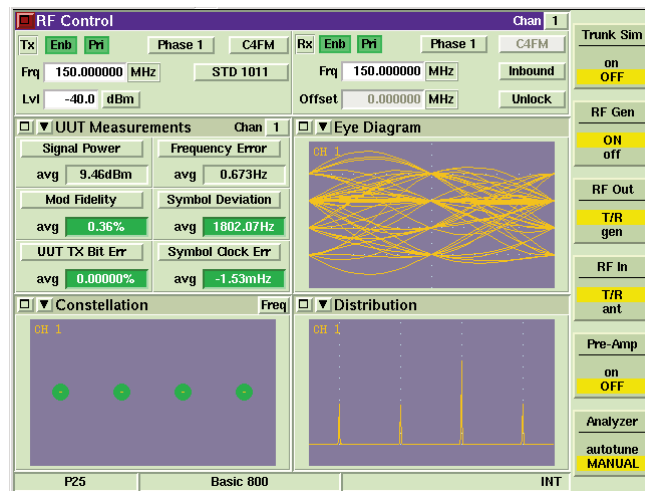 RF Control Chan 1
Tx Enb Pri Phase 1 C4FM
Frq 150.000000 MHz STD 1011
Lvl -40.0 dBm
Rx Enb Pri Phase 1 C4FM
Frq 150.000000 MHz Inbound
Offset 0.000000 MHz Unlock
UUT Measurements Chan 1
Signal Power Frequency Error
avg 9.46dBm avg 0.673Hz
Mod Fidelity Symbol Deviation
avg 0.36% avg 1802.07Hz
UUT TX Bit Err Symbol Clock Err
avg 0.00000% avg -1.53mHz
Eye Diagram
CH 1
Constellation Freq
CH 1
Distribution
CH 1
P25 Basic 800 INT
Trunk Sim
on
OFF
RF Gen
ON
off
RF Out
T/R
gen
RF In
T/R
ant
Pre-Amp
on
OFF
Analyzer
autotune
MANUAL